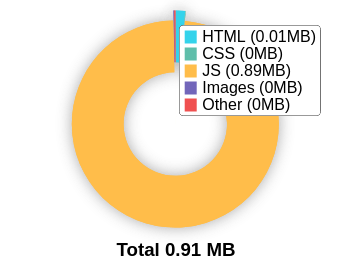 HTML (0.01MB)
CSS (0MB)
JS (0.89MB)
Images (0MB)
Other (0MB)
Total 0.91 MB